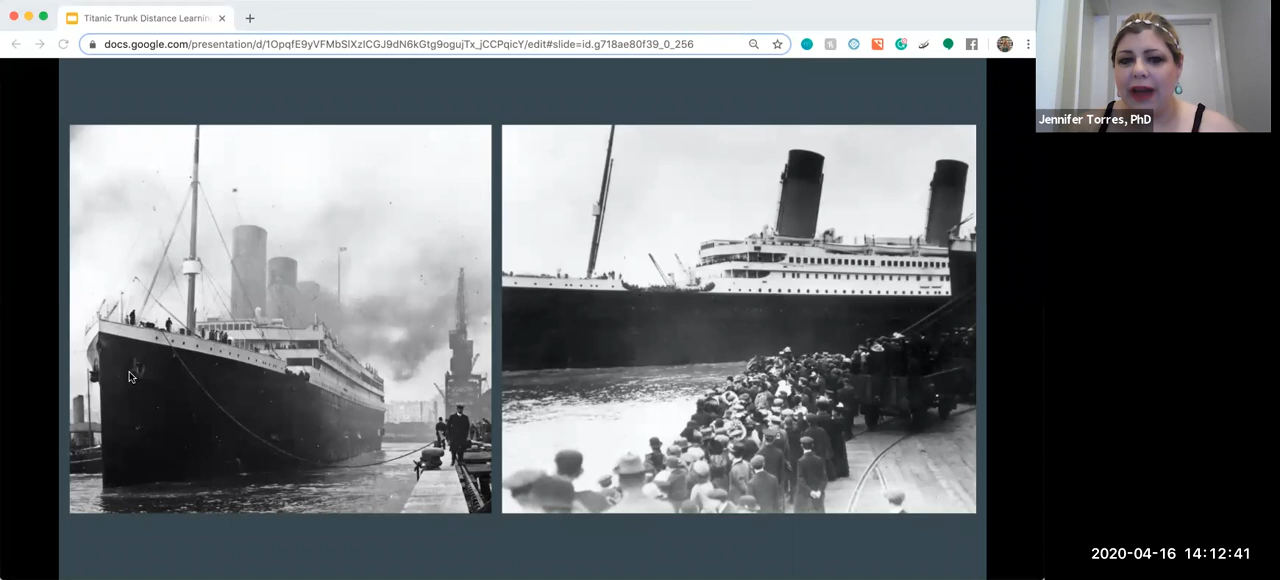 Titanic Trunk Distance Learnin
docs.google.com/presentation/d/1OpqfE9yVFMbSlXzICGJ9dN6kGtg9ogujTx_jCCPqicY/edit#slide=id.g718ae80f39_0_256
Jennifer Torres, PhD
2020-04-16 14:12:41